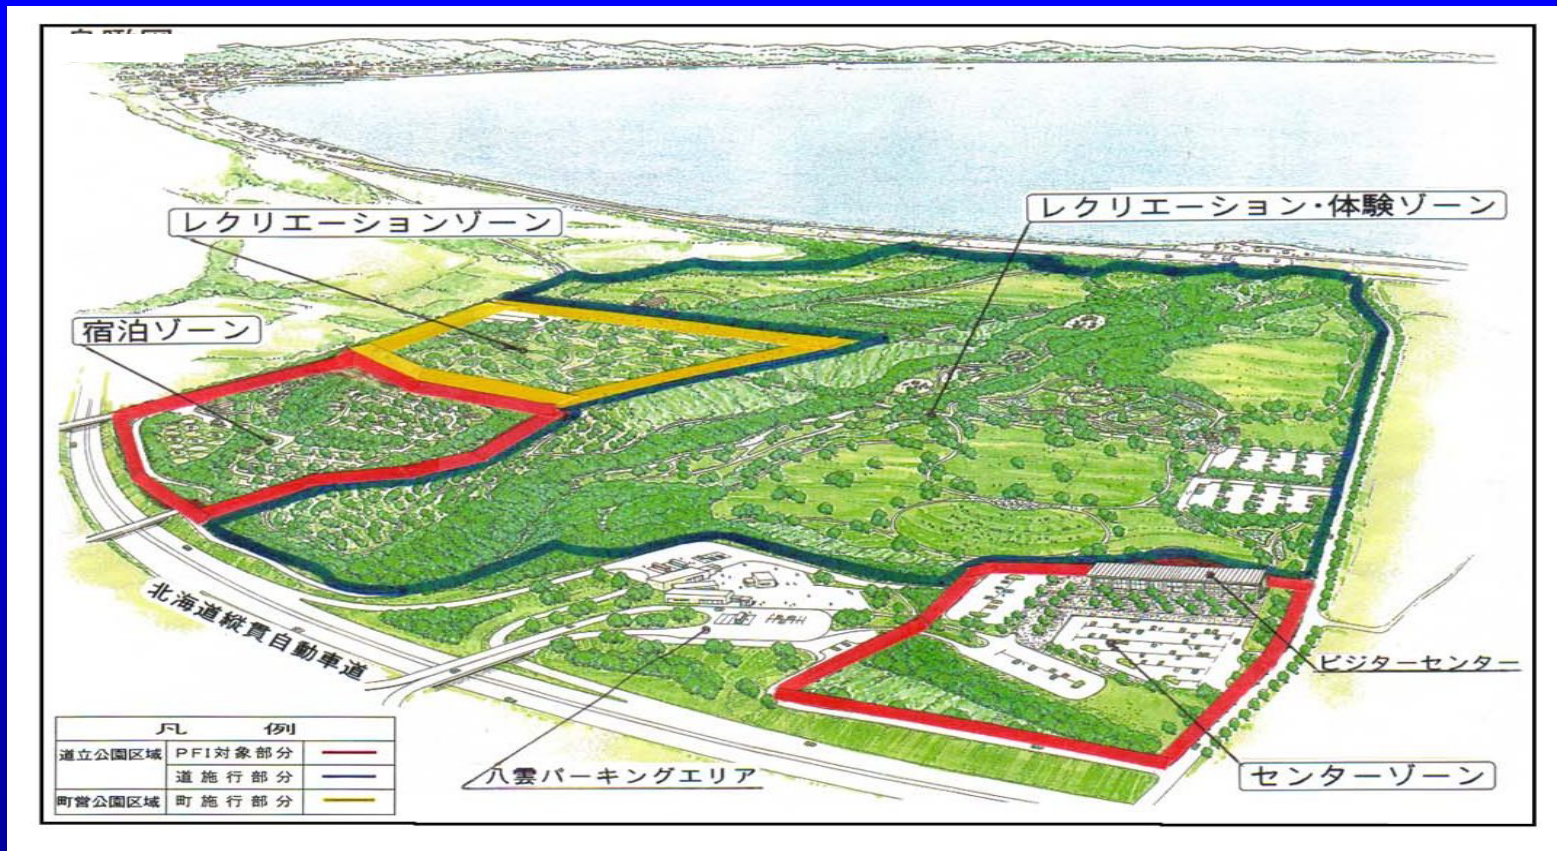 レクリエーションゾーン
レクリエーション・体験ゾーン
宿泊ゾーン
北海道縦貫自動車道
ビジターセンター
八雲パーキングエリア
センターゾーン
凡 例
道立公園区域 PFI対象部分
道施行部分
町営公園区域 町施行部分